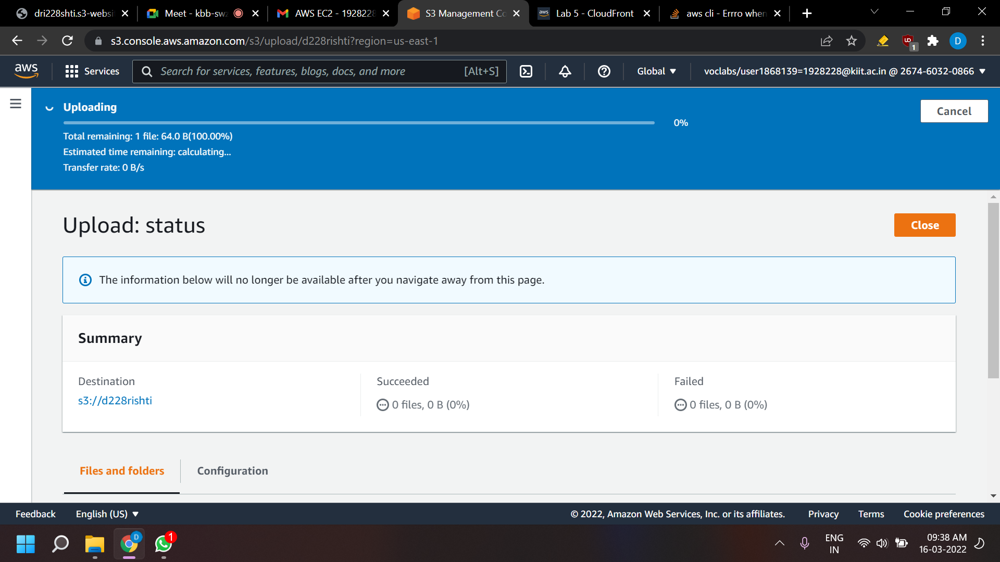 dri228shti.s3-websi
Meet - kbb-swz
AWS EC2 - 1928228
S3 Management Co
Lab 5 - CloudFront
aws cli - Errro when
s3.console.aws.amazon.com/s3/upload/d228rishti?region=us-east-1
1
D
aws
Services
Search for services, features, blogs, docs, and more
[Alt+S]
Global
voclabs/user1868139=1928228@kiit.ac.in @ 2674-6032-0866
Uploading
Cancel
0%
Total remaining: 1 file: 64.0 B(100.00%)
Estimated time remaining: calculating...
Transfer rate: 0 B/s
Upload: status
Close
The information below will no longer be available after you navigate away from this page.
Summary
Destination
s3://d228rishti
Succeeded
0 files, 0 B (0%)
Failed
0 files, 0 B (0%)
Files and folders
Configuration
Feedback
English (US)
© 2022, Amazon Web Services, Inc. or its affiliates.
Privacy
Terms
Cookie preferences
D
1
ENG
IN
09:38 AM
16-03-2022